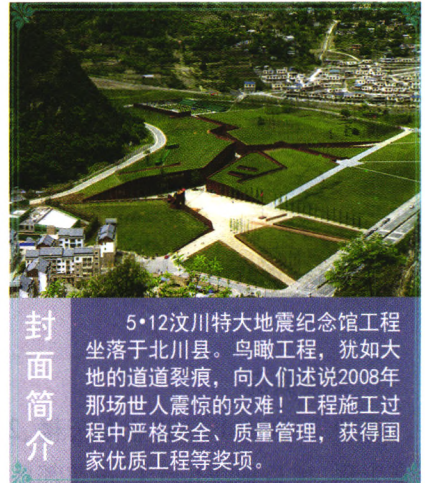 封面简介
5•12汶川特大地震纪念馆工程
坐落于北川县。鸟瞰工程，犹如大
地的道道裂痕，向人们述说2008年
那场世人震惊的灾难！工程施工过
程中严格安全、质量管理，获得国
家优质工程等奖项。